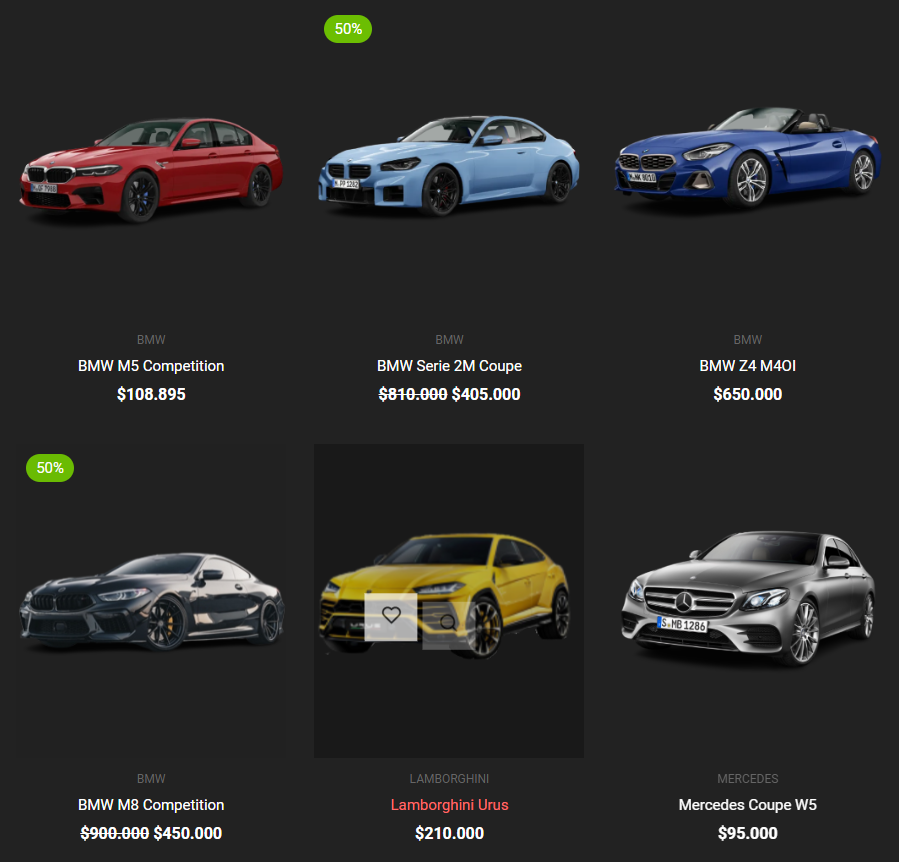 50%
BMW
BMW
BMW
BMW M5 Competition
BMW Serie 2M Coupe
BMW Z4 M4OI
$108.895
$810.000 $405.000
$650.000
50%
S MB 1286
BMW
LAMBORGHINI
MERCEDES
BMW M8 Competition
Lamborghini Urus
Mercedes Coupe W5
$900.000 $450.000
$210.000
$95.000